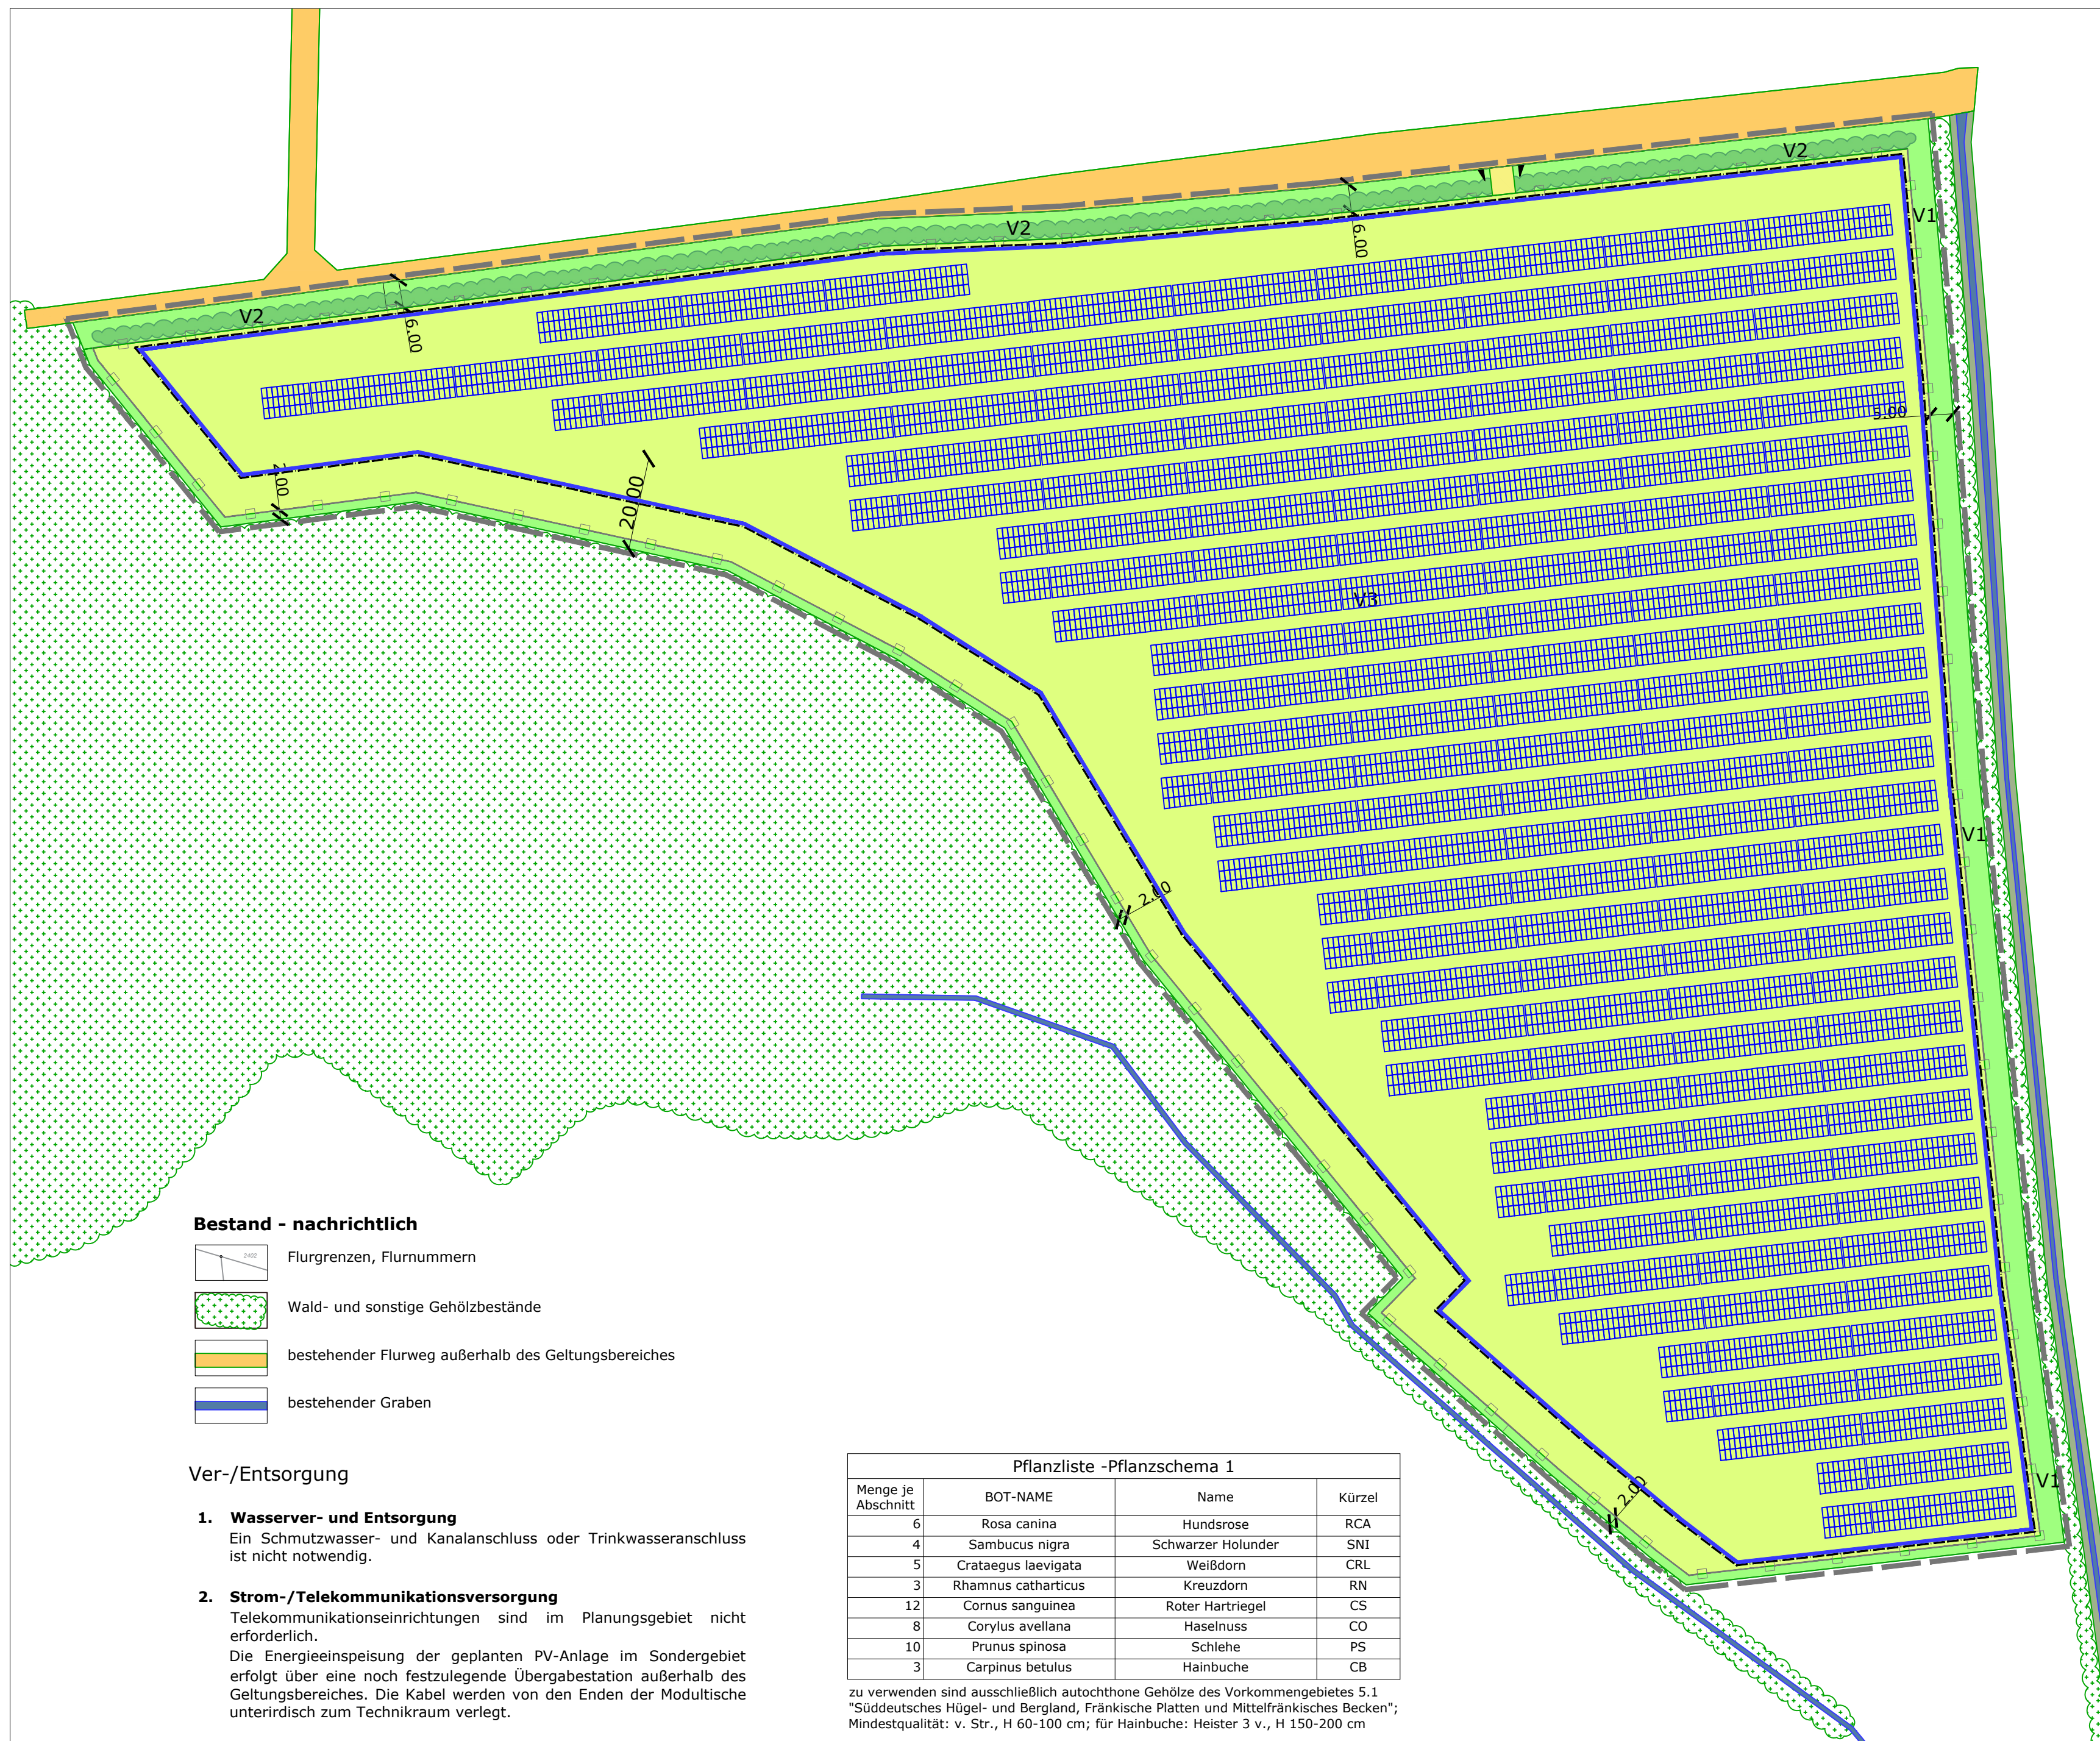 V2
V2
V2
V1
6.00
6.00
5.00
2.00
20.00
V3
V1
2.00
2.00
V1
Bestand - nachrichtlich
2402
Flurgrenzen, Flurnummern
Wald- und sonstige Gehölzbestände
bestehender Flurweg außerhalb des Geltungsbereiches
bestehender Graben
Ver-/Entsorgung
1. Wasserver- und Entsorgung
Ein Schmutzwasser- und Kanalanschluss oder Trinkwasseranschluss
ist nicht notwendig.
2. Strom-/Telekommunikationsversorgung
Telekommunikationseinrichtungen sind im Planungsgebiet nicht
erforderlich.
Die Energieeinspeisung der geplanten PV-Anlage im Sondergebiet
erfolgt über eine noch festzulegende Übergabestation außerhalb des
Geltungsbereiches. Die Kabel werden von den Enden der Modultische
unterirdisch zum Technikraum verlegt.
Pflanzliste -Pflanzschema 1
Menge je
Abschnitt BOT-NAME Name Kürzel
6 Rosa canina Hundsrose RCA
4 Sambucus nigra Schwarzer Holunder SNI
5 Crataegus laevigata Weißdorn CRL
3 Rhamnus catharticus Kreuzdorn RN
12 Cornus sanguinea Roter Hartriegel CS
8 Corylus avellana Haselnuss CO
10 Prunus spinosa Schlehe PS
3 Carpinus betulus Hainbuche CB
zu verwenden sind ausschließlich autochthone Gehölze des Vorkommengebietes 5.1
"Süddeutsches Hügel- und Bergland, Fränkische Platten und Mittelfränkisches Becken";
Mindestqualität: v. Str., H 60-100 cm; für Hainbuche: Heister 3 v., H 150-200 cm